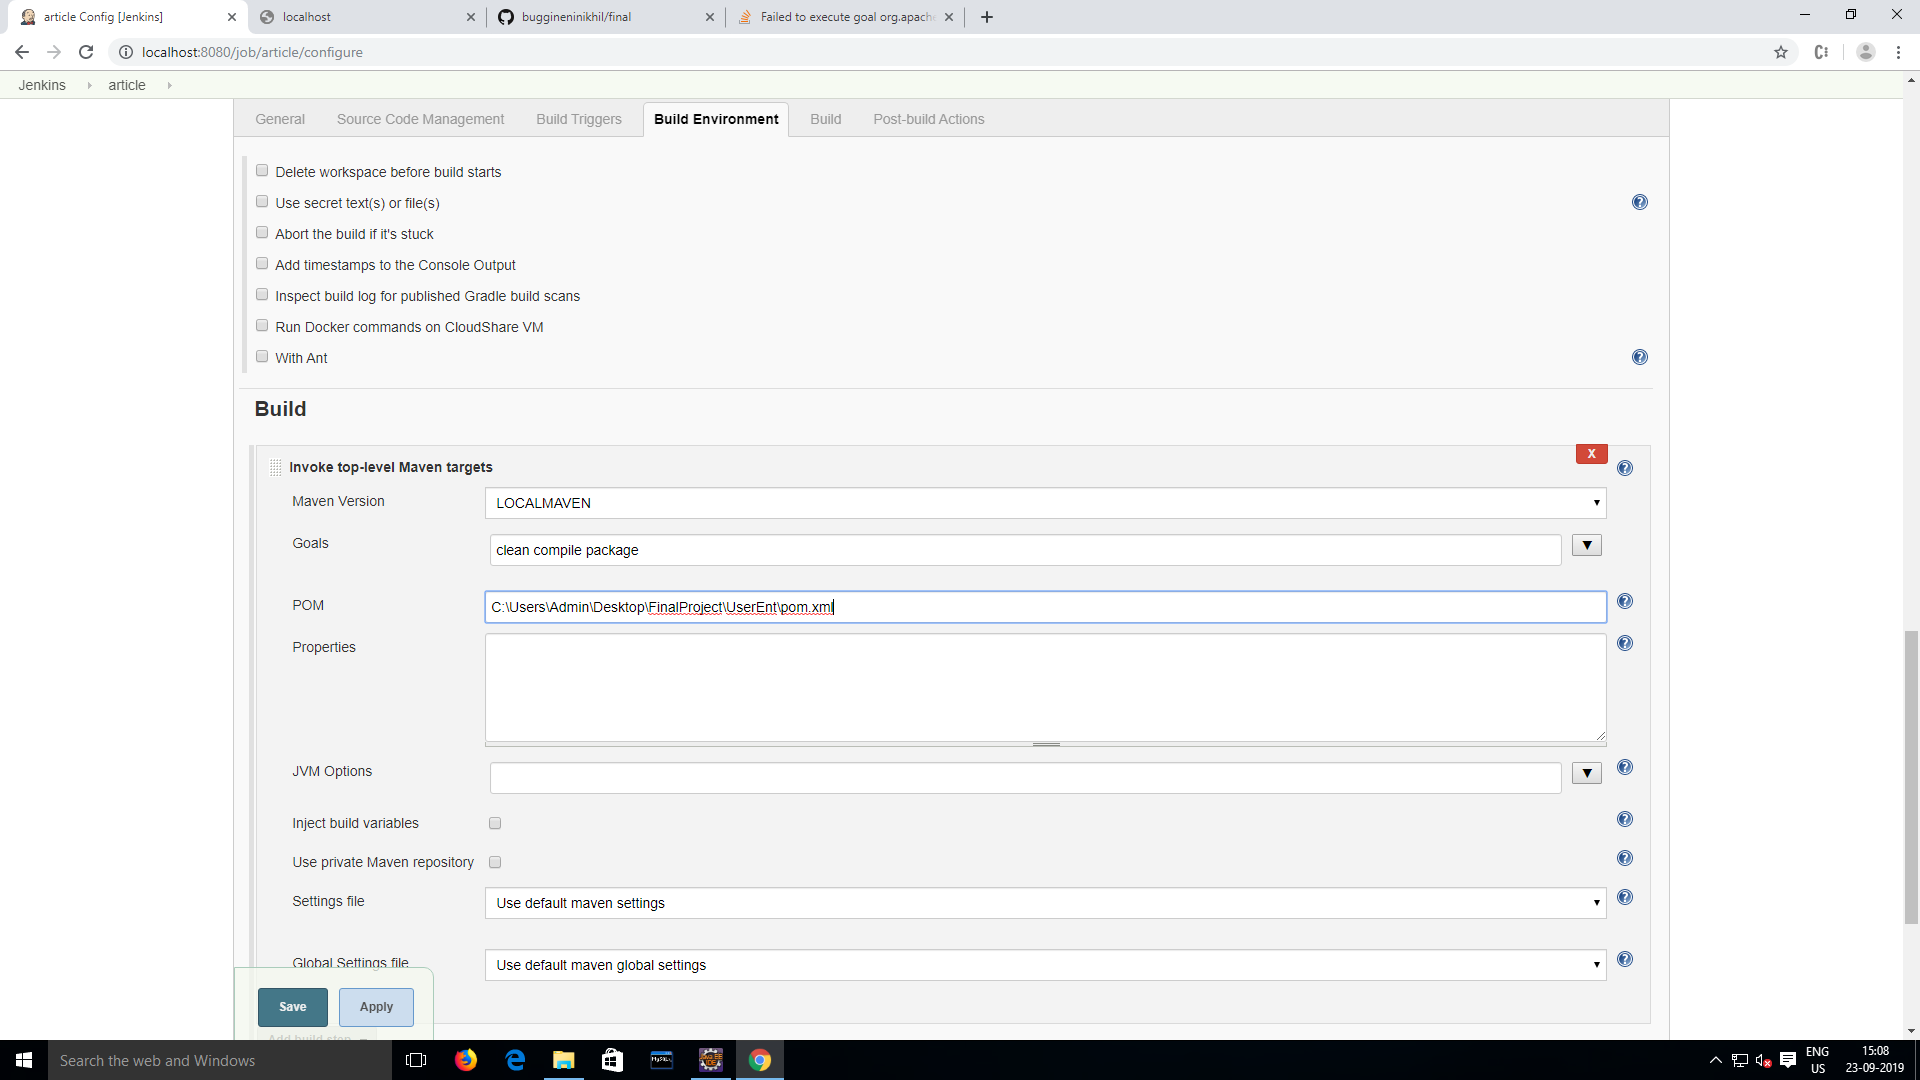 article Config [Jenkins]
localhost
buggineninikhil/final
Failed to execute goal org.apache
localhost:8080/job/article/configure
Jenkins
article
General
Source Code Management
Build Triggers
Build Environment
Build
Post-build Actions
Delete workspace before build starts
Use secret text(s) or file(s)
Abort the build if it's stuck
Add timestamps to the Console Output
Inspect build log for published Gradle build scans
Run Docker commands on CloudShare VM
With Ant
Build
X
Invoke top-level Maven targets
Maven Version
LOCALMAVEN
Goals
clean compile package
POM
C:\Users\Admin\Desktop\FinalProject\UserEnt\pom.xml
Properties
JVM Options
Inject build variables
Use private Maven repository
Settings file
Use default maven settings
Global Settings file
Use default maven global settings
Save
Apply
Add build step
Search the web and Windows
ENG
US
15:08
23-09-2019